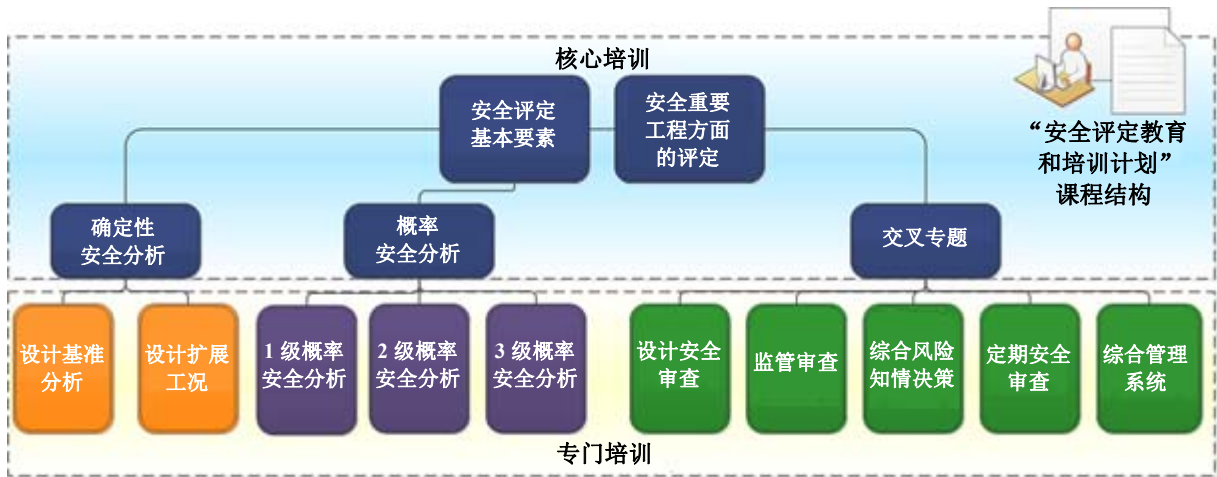 核心培训
安全评定
基本要素
安全重要
工程方面
的评定
“安全评定教育
和培训计划”
课程结构
确定性
安全分析
概率
安全分析
交叉专题
设计基准
分析
设计扩展
工况
1 级概率
安全分析
2 级概率
安全分析
3 级概率
安全分析
设计安全
审查
监管审查
综合风险
知情决策
定期安全
审查
综合管理
系统
专门培训